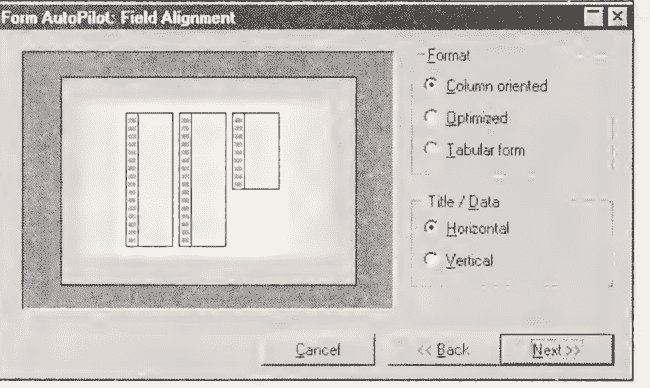 Form AutoPilot: Field Alignment
Format
Column oriented
Optimized
Tabular form
Title / Data
Horizontal
Vertical
Cancel
<< Back
Next >>